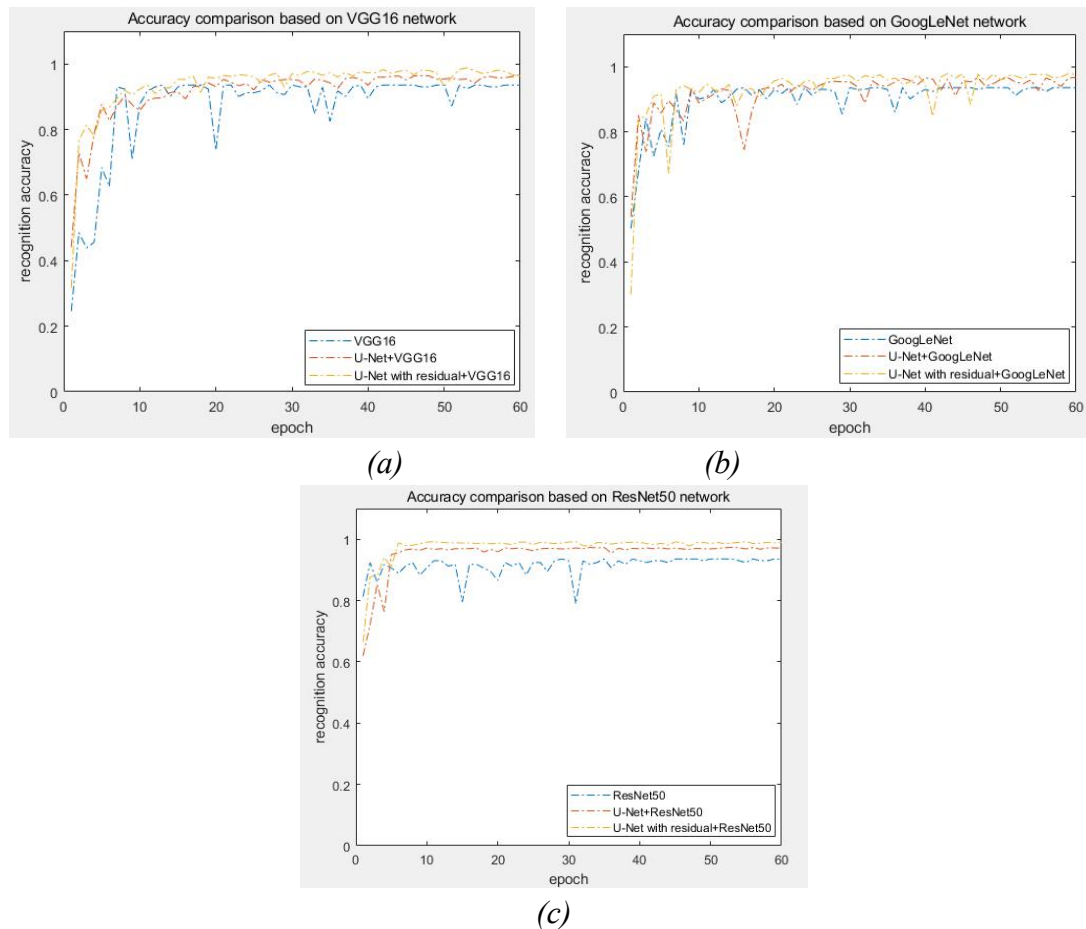 Accuracy comparison based on VGG16 network
1
0.8
0.6
0.4
0.2
0
recognition accuracy
VGG16
U-Net+VGG16
U-Net with residual+VGG16
0 10 20 30 40 50 60
epoch
(a)
Accuracy comparison based on GoogLeNet network
1
0.8
0.6
0.4
0.2
0
recognition accuracy
GoogLeNet
U-Net+GoogLeNet
U-Net with residual+GoogLeNet
0 10 20 30 40 50 60
epoch
(b)
Accuracy comparison based on ResNet50 network
1
0.8
0.6
0.4
0.2
0
recognition accuracy
ResNet50
U-Net+ResNet50
U-Net with residual+ResNet50
0 10 20 30 40 50 60
epoch
(c)